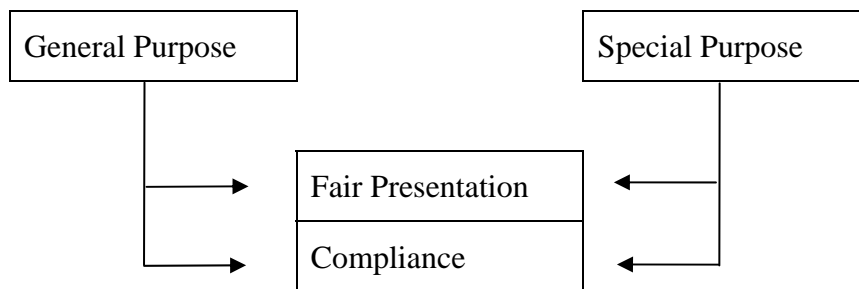 General Purpose
Special Purpose
Fair Presentation
Compliance